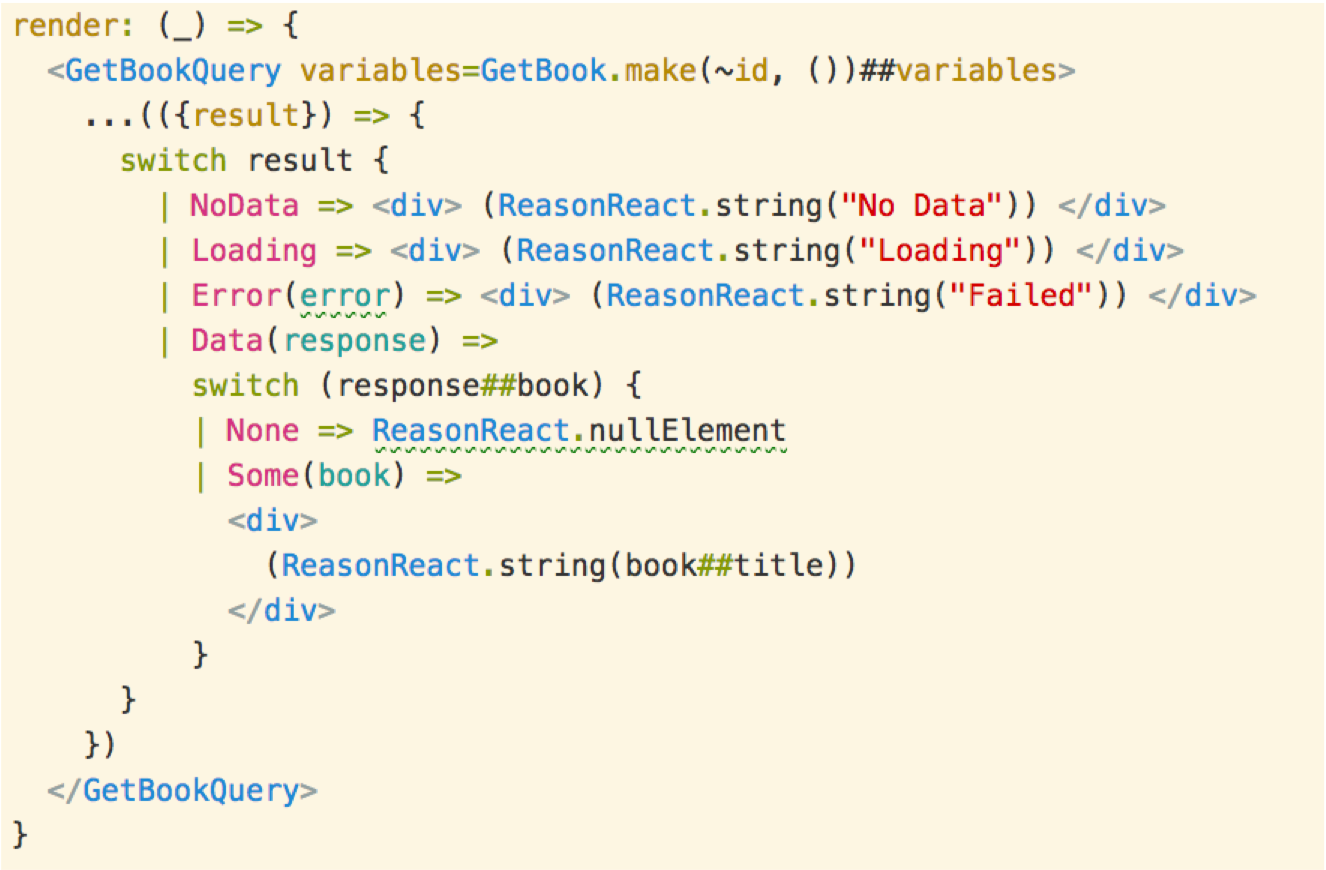 render: (_) => {
  <GetBookQuery variables=GetBook.make(~id, ())##variables>
    ...(({result}) => {
      switch result {
        | NoData => <div> (ReasonReact.string("No Data")) </div>
        | Loading => <div> (ReasonReact.string("Loading")) </div>
        | Error(error) => <div> (ReasonReact.string("Failed")) </div>
        | Data(response) =>
          switch (response##book) {
          | None => ReasonReact.nullElement
          | Some(book) =>
            <div>
              (ReasonReact.string(book##title))
            </div>
          }
      }
    })
  </GetBookQuery>
}